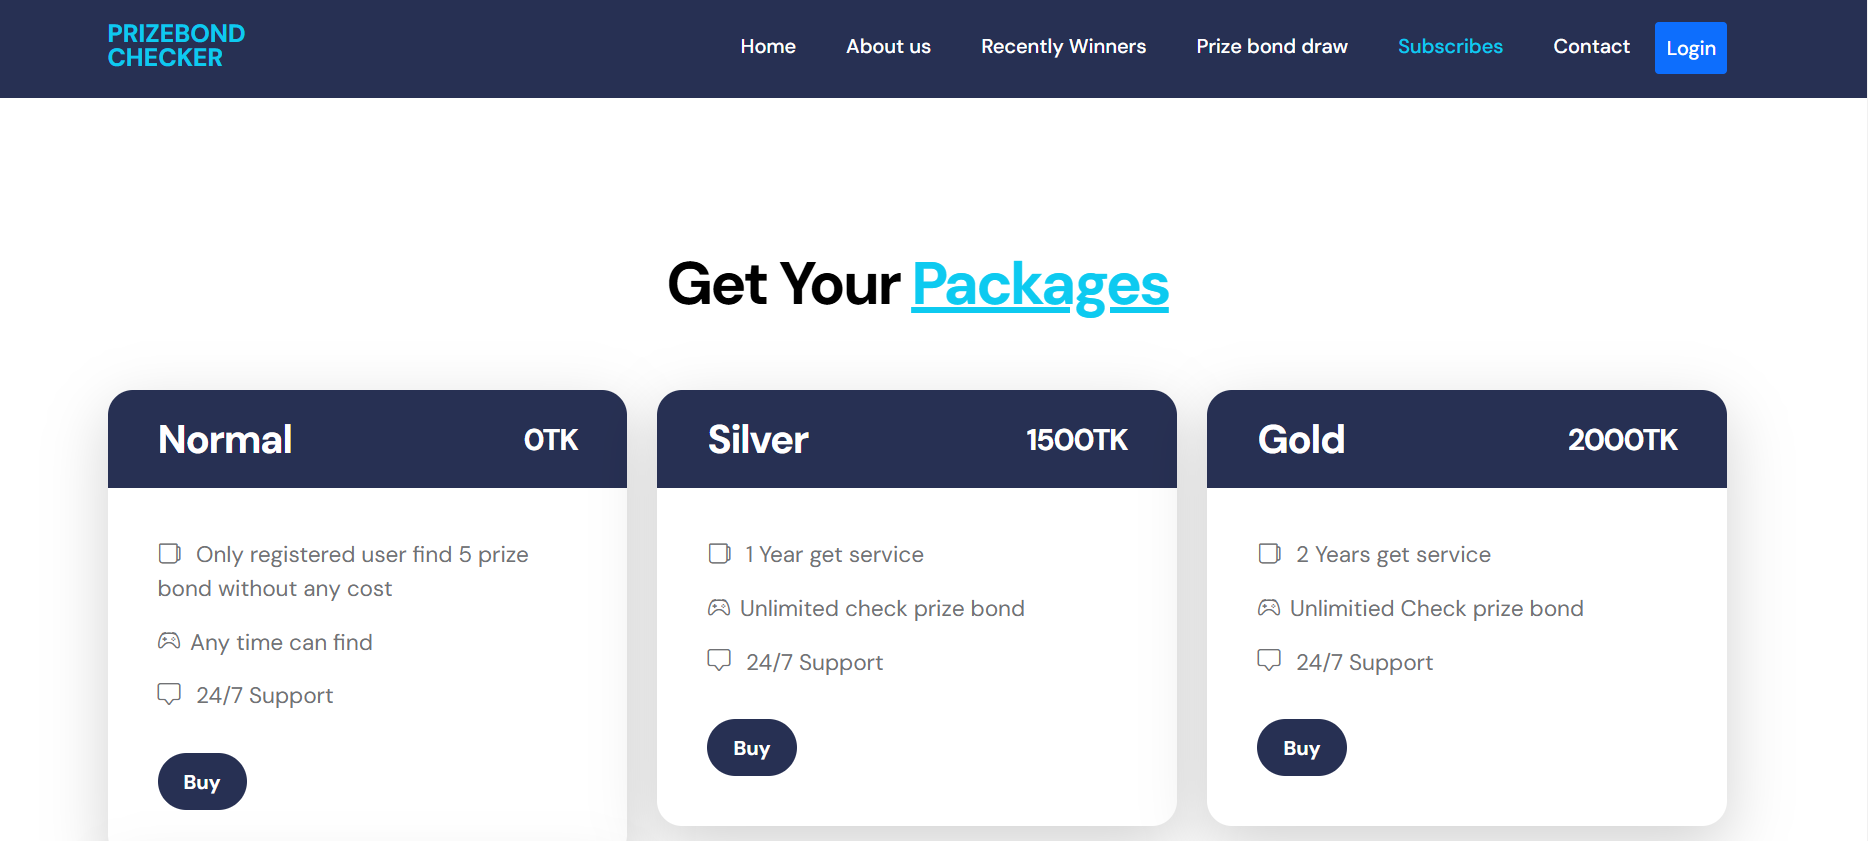 PRIZEBOND
CHECKER
Home
About us
Recently Winners
Prize bond draw
Subscribes
Contact
Login
Get Your Packages
Normal
0TK
Only registered user find 5 prize
bond without any cost
Any time can find
24/7 Support
Buy
Silver
1500TK
1 Year get service
Unlimited check prize bond
24/7 Support
Buy
Gold
2000TK
2 Years get service
Unlimitied Check prize bond
24/7 Support
Buy